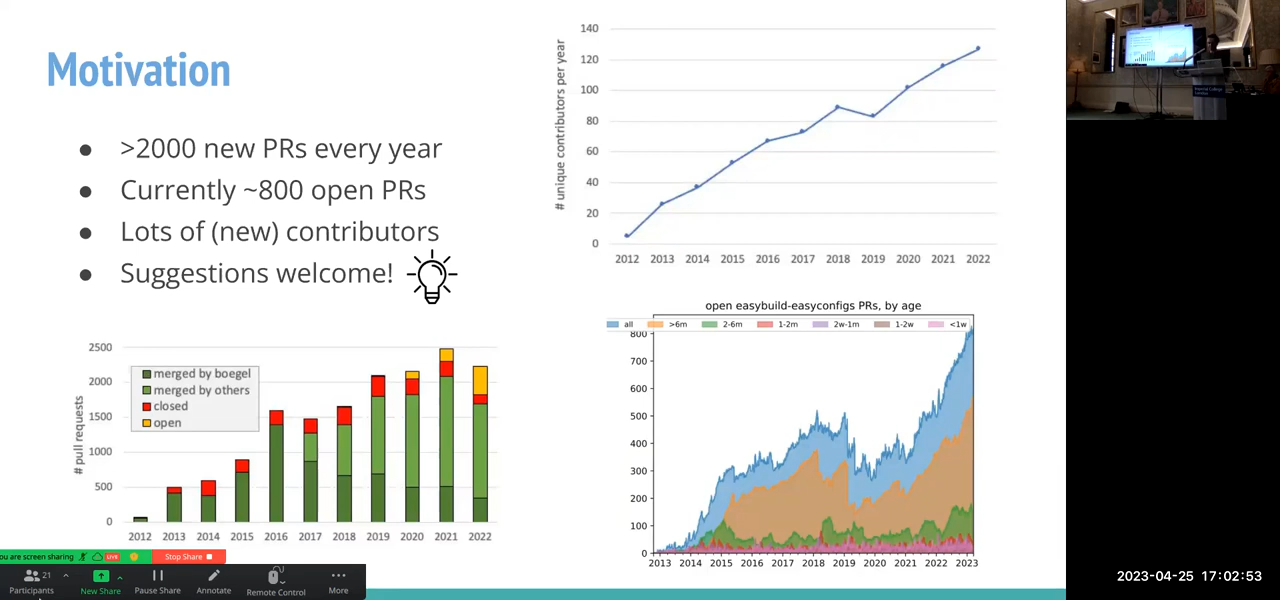 Motivation
● >2000 new PRs every year
● Currently ~800 open PRs
● Lots of (new) contributors
● Suggestions welcome!
# unique contributors per year
140
120
100
80
60
40
20
0
2012 2013 2014 2015 2016 2017 2018 2019 2020 2021 2022
# pull requests
2500
2000
1500
1000
500
0
merged by boegel
merged by others
closed
open
2012 2013 2014 2015 2016 2017 2018 2019 2020 2021 2022
open easybuild-easyconfigs PRs, by age
all >6m 2-6m 1-2m 2w-1m 1-2w <1w
800
700
600
500
400
300
200
100
0
2013 2014 2015 2016 2017 2018 2019 2020 2021 2022 2023
ou are screen sharing LIVE Stop Share
21
Participants New Share Pause Share Annotate Remote Control More
Imperial College
London
2023-04-25 17:02:53